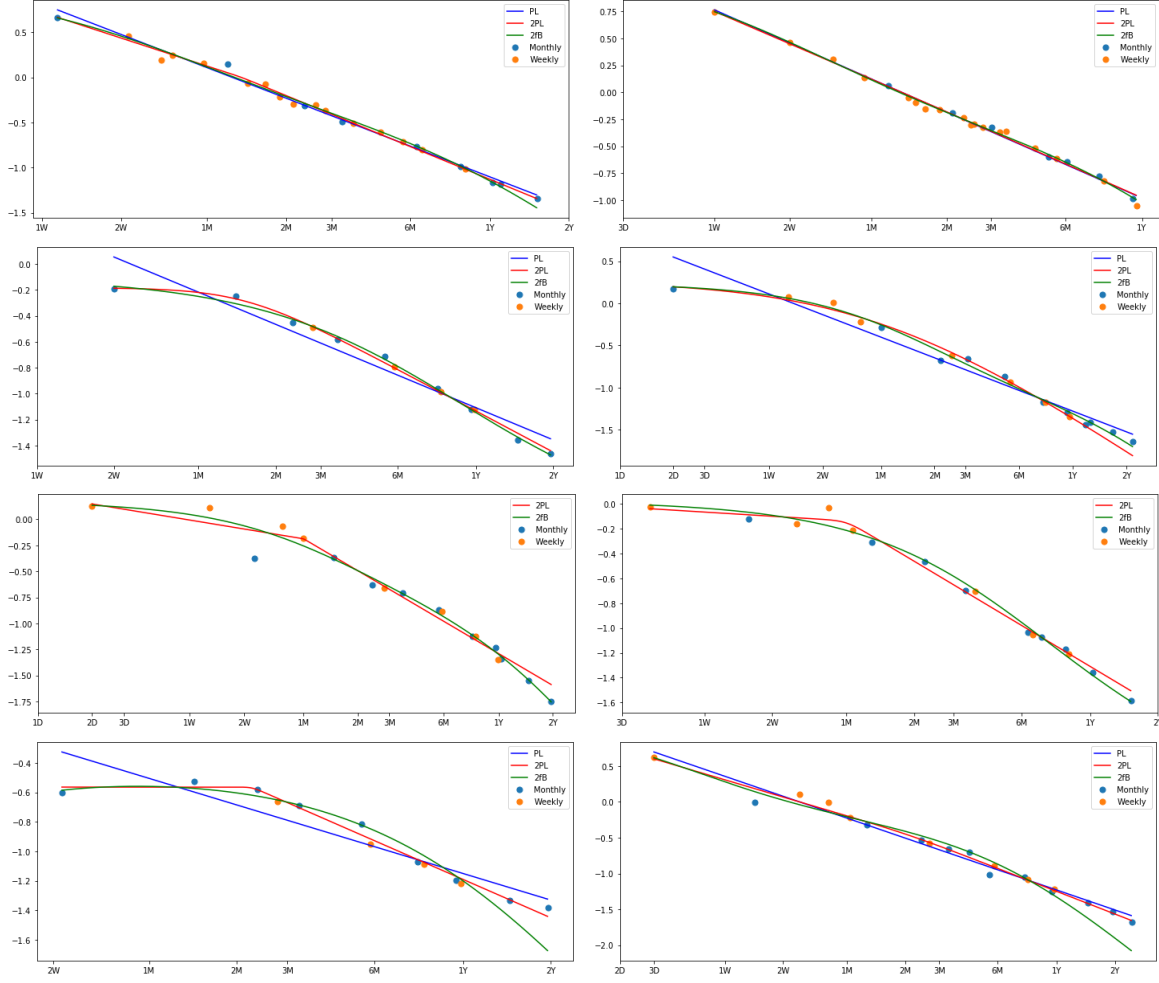 PL
2PL
2fB
Monthly
Weekly
0.5
0.0
−0.5
−1.0
−1.5
1W 2W 1M 2M 3M 6M 1Y 2Y
PL
2PL
2fB
Monthly
Weekly
0.75
0.50
0.25
0.00
−0.25
−0.50
−0.75
−1.00
3D 1W 2W 1M 2M 3M 6M 1Y
PL
2PL
2fB
Monthly
Weekly
0.0
−0.2
−0.4
−0.6
−0.8
−1.0
−1.2
−1.4
1W 2W 1M 2M 3M 6M 1Y 2Y
PL
2PL
2fB
Monthly
Weekly
0.5
0.0
−0.5
−1.0
−1.5
1D 2D 3D 1W 2W 1M 2M 3M 6M 1Y 2Y
2PL
2fB
Monthly
Weekly
0.00
−0.25
−0.50
−0.75
−1.00
−1.25
−1.50
−1.75
1D 2D 3D 1W 2W 1M 2M 3M 6M 1Y 2Y
2PL
2fB
Monthly
Weekly
0.0
−0.2
−0.4
−0.6
−0.8
−1.0
−1.2
−1.4
−1.6
3D 1W 2W 1M 2M 3M 6M 1Y 2Y
PL
2PL
2fB
Monthly
Weekly
−0.4
−0.6
−0.8
−1.0
−1.2
−1.4
−1.6
2W 1M 2M 3M 6M 1Y 2Y
PL
2PL
2fB
Monthly
Weekly
0.5
0.0
−0.5
−1.0
−1.5
−2.0
2D 3D 1W 2W 1M 2M 3M 6M 1Y 2Y